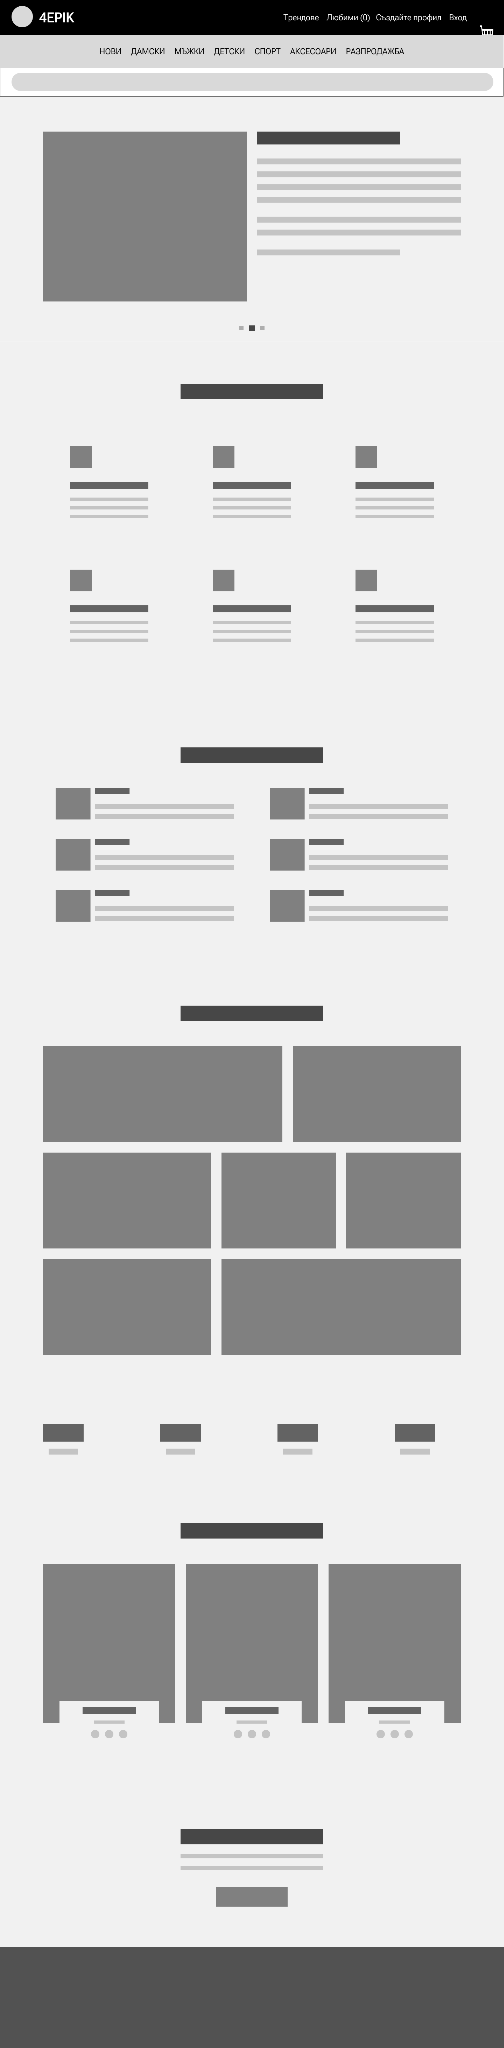 4EPIK
Трендове Любими (0) Създайте профил Вход
НОВИ ДАМСКИ МЪЖКИ ДЕТСКИ СПОРТ АКСЕСОАРИ РАЗПРОДАЖБА